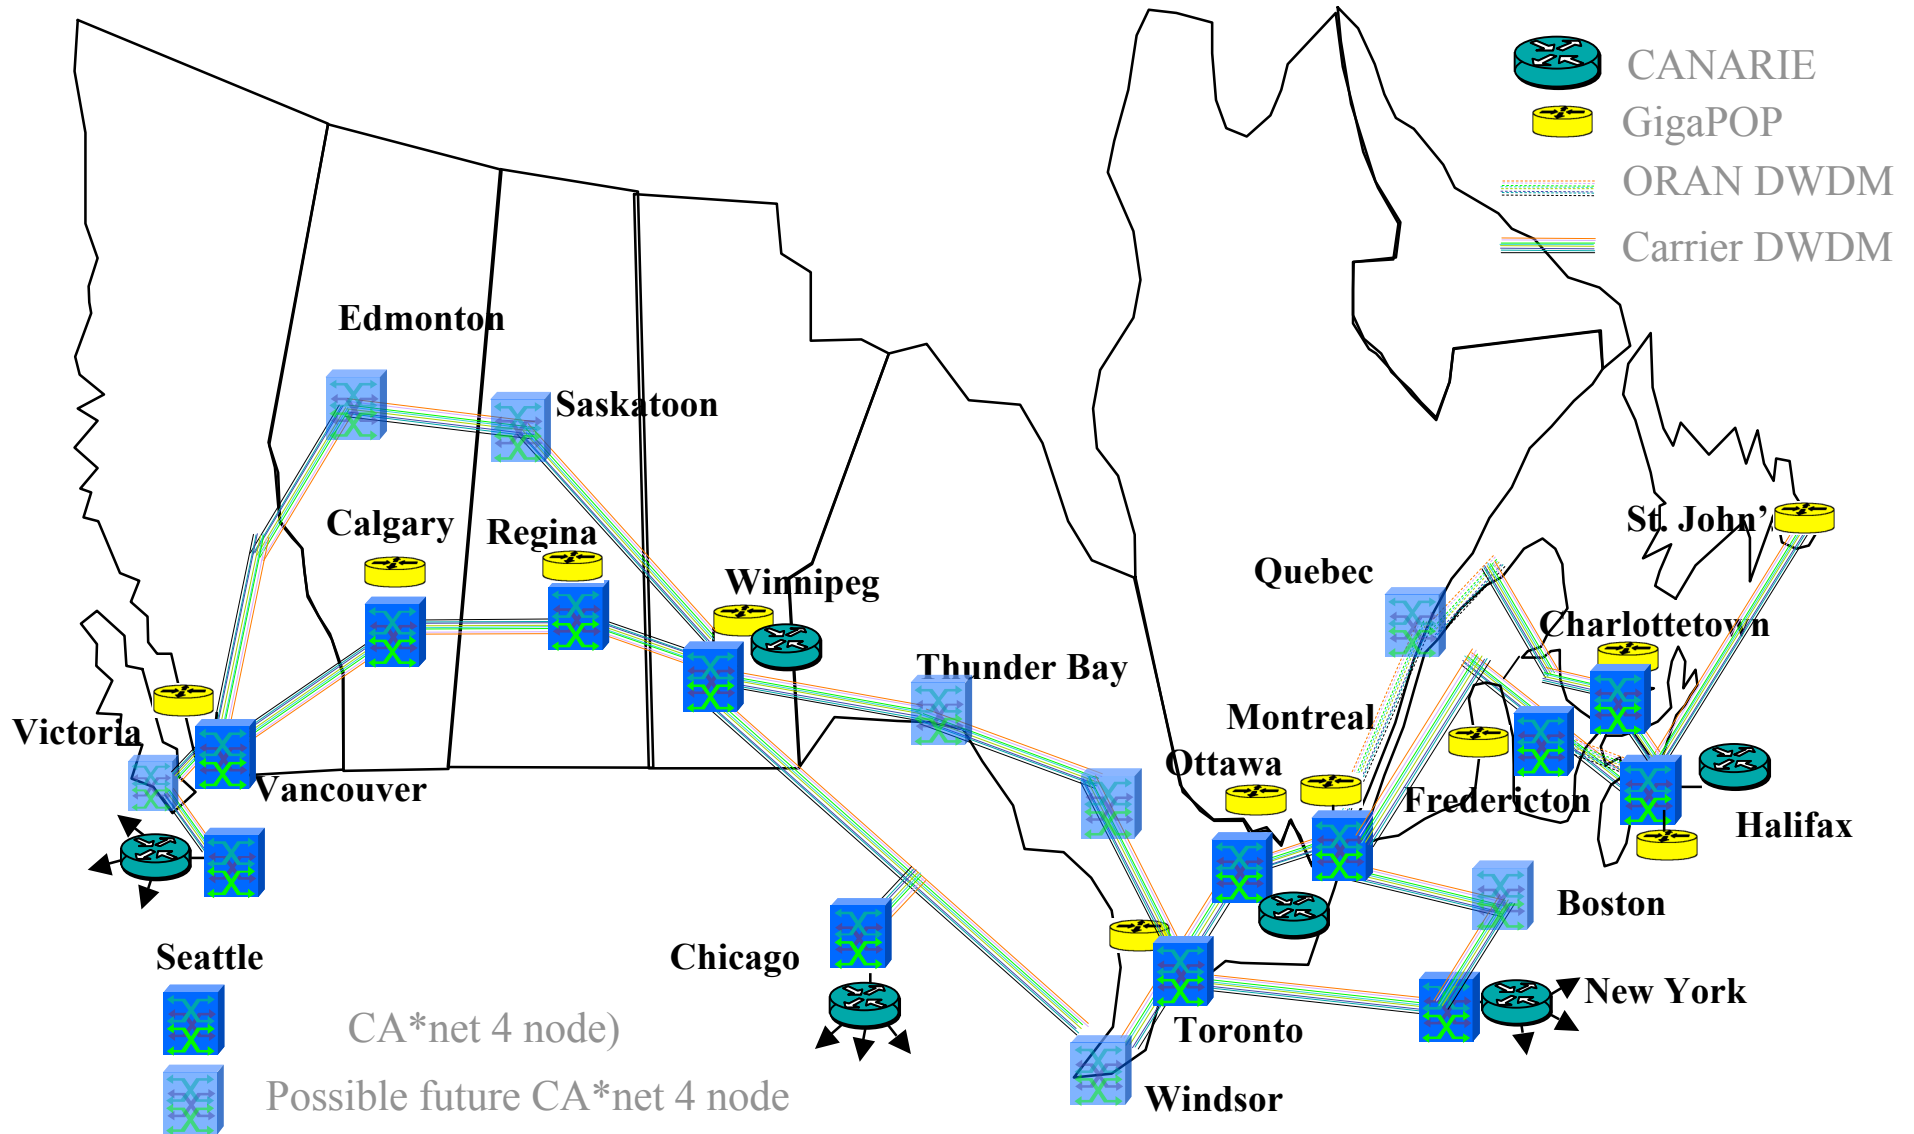 CANARIE
GigaPOP
ORAN DWDM
Carrier DWDM
Edmonton
Saskatoon
Calgary
Regina
St. John'
Quebec
Winnipeg
Charlottetown
Thunder Bay
Montreal
Victoria
Ottawa
Vancouver
Fredericton
Halifax
Boston
Seattle
Chicago
New York
CA*net 4 node)
Toronto
Possible future CA*net 4 node
Windsor